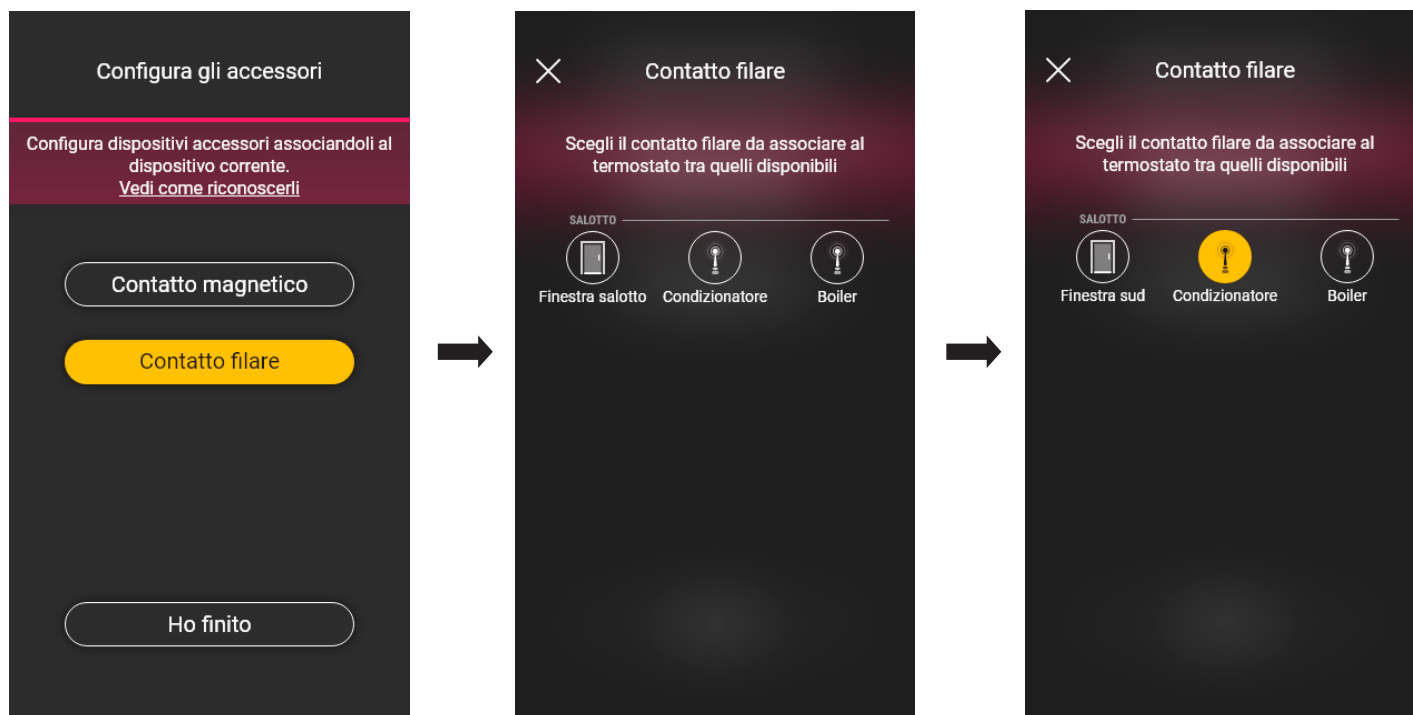 Configura gli accessori
Configura dispositivi accessori associandoli al
dispositivo corrente.
Vedi come riconoscerli
Contatto magnetico
Contatto filare
Ho finito
Contatto filare
Scegli il contatto filare da associare al
termostato tra quelli disponibili
SALOTTO
Finestra salotto Condizionatore Boiler
Contatto filare
Scegli il contatto filare da associare al
termostato tra quelli disponibili
SALOTTO
Finestra sud Condizionatore Boiler